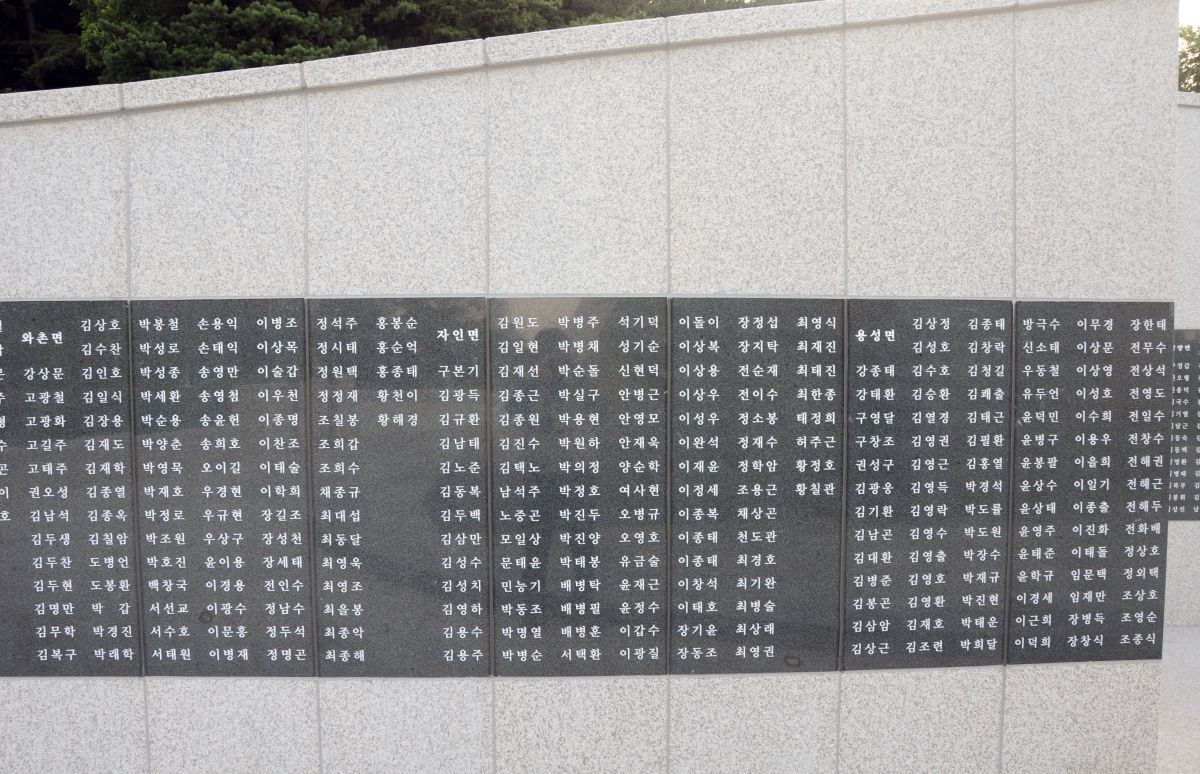 와촌면 김상호
김수찬
강상문 김인호
고광철 김일식
고광화 김장용
고길주 김재도
고태주 김재학
권오성 김종열
김남석 김종옥
김두생 김칠암
김두찬 도병언
김두현 도봉환
김명만 박 갑
김무학 박경진
김복구 박래학
박봉철 손용익 이병조
박성로 손태익 이상목
박성종 송영만 이술갑
박세환 송영첨 이우천
박순용 송윤헌 이종명
박양춘 송희호 이찬조
박영묵 오이길 이태술
박재호 우경현 이학희
박정로 우규현 장길조
박조원 우상구 장성천
박호진 윤이용 장세태
백창국 이경용 전인수
서선교 이광수 정남수
서수호 이문흥 정두석
서태원 이병재 정명곤
정석주 홍봉순
정시태 홍순억
정원택 홍종태
정정재 황천이
조칠봉 황해경
조희갑
조희수
채종규
최대섭
최동달
최영욱
최영조
최을봉
최종악
최종해
자인면
구본기
김광득
김규환
김남태
김노준
김동복
김두백
김삼만
김성수
김성치
김영하
김용수
김용주
김원도 박병주 석기덕
김일현 박병채 성기순
김재선 박순돌 신현덕
김종근 박실구 안병근
김종원 박용현 안영모
김진수 박원하 안재욱
김택노 박의정 양순학
남석주 박정호 여사현
노중곤 박진두 오병규
모일상 박진양 오영호
문태윤 박태봉 유금술
민능기 배병탁 윤재근
박동조 배병필 윤정수
박명열 배병훈 이갑수
박병순 서택환 이광질
이돌이 장정섭 최영식
이상복 장지탁 최재진
이상용 전순재 최태진
이상우 전이수 최한종
이성우 정소봉 태정희
이완석 정재수 허주근
이재윤 정학암 황정호
이정세 조용근 황칠관
이종복 채상곤
이종태 천도관
이종태 최경호
이창석 최기완
이태호 최병술
장기윤 최상래
장동조 최영권
용성면 김상정 김종태
김성호 김창락
강종태 김수호 김청길
강태환 김승환 김쾌출
구영달 김열경 김태근
구창조 김영권 김필환
권성구 김영근 김홍열
김광웅 김영득 박경석
김기환 김영락 박도률
김남곤 김영수 박도원
김대환 김영출 박장수
김병준 김영호 박재규
김봉곤 김영환 박진현
김삼암 김재호 박태운
김상근 김조련 박희달
방극수 이무경 장한태
신소태 이상문 전무수
우동철 이상영 전상석
유두언 이성호 전영도
윤덕민 이수희 전일수
윤병구 이용우 전창수
윤봉팔 이을희 전해권
윤상수 이일기 전해근
윤상태 이종출 전해두
윤영주 이진화 전화배
윤태준 이태돌 정상호
윤학규 임문택 정의택
이경세 임재만 조상호
이근희 장병득 조영순
이덕희 장창식 조종식